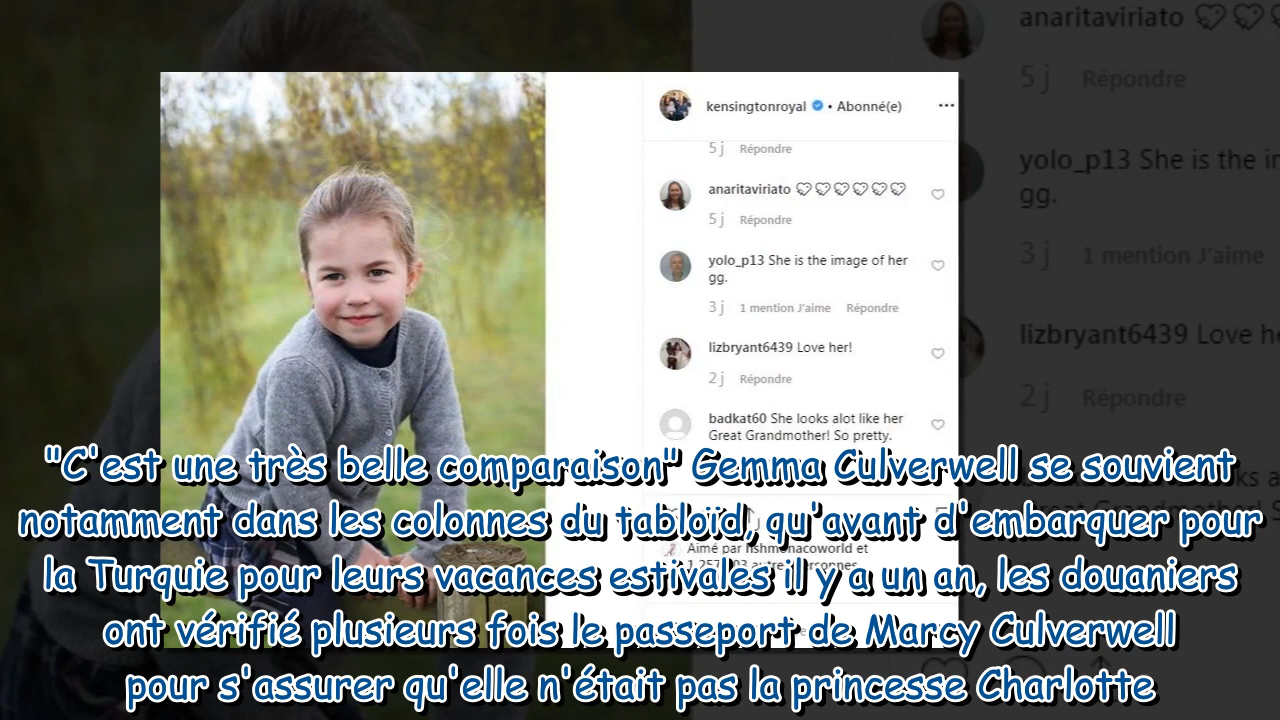 anaritaviriato
5 j Répondre
yolo_p13 She is the i
gg.
3 j 1 mention J'aime
lizbryant6439 Love h
2 j Répondre
kensingtonroyal • Abonné(e)
5 j Répondre
anaritaviriato
5 j Répondre
yolo_p13 She is the image of her
gg.
3 j 1 mention J'aime Répondre
lizbryant6439 Love her!
2 j Répondre
badkat60 She looks alot like her
Great Grandmother! So pretty.
Aimé par et
"C'est une très belle comparaison" Gemma Culverwell se souvient
notamment dans les colonnes du tabloïd, qu'avant d'embarquer pour
la Turquie pour leurs vacances estivales il y a un an, les douaniers
ont vérifié plusieurs fois le passeport de Marcy Culverwell
pour s'assurer qu'elle n'était pas la princesse Charlotte